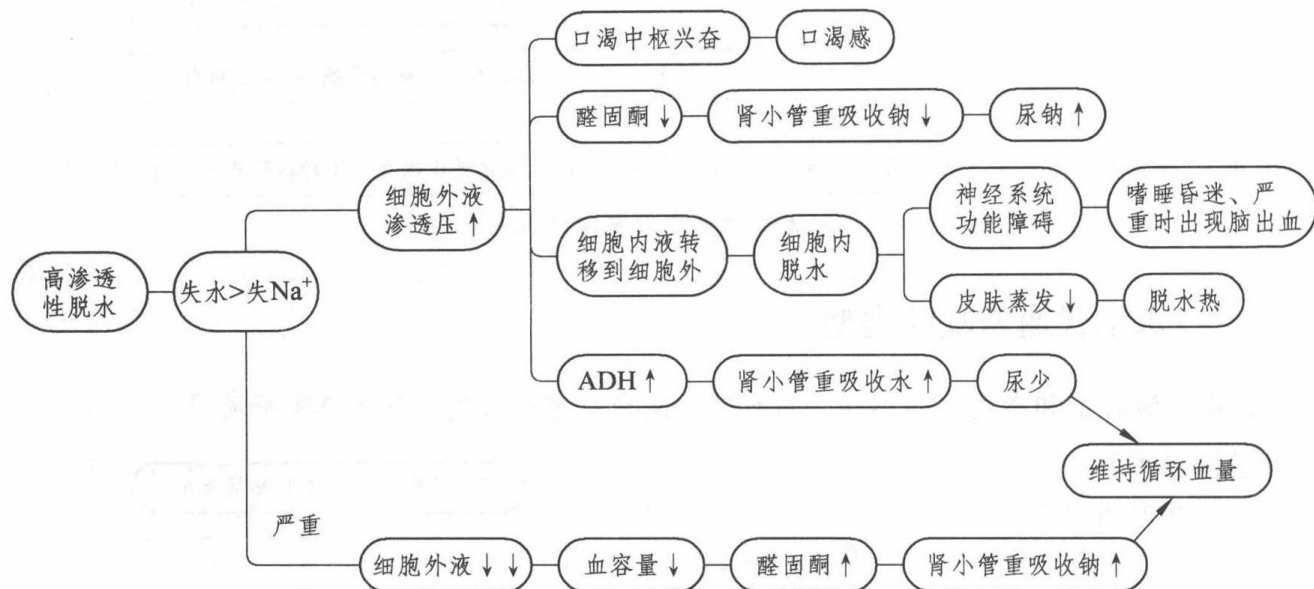 口渴中枢兴奋
口渴感
醛固酮↓
肾小管重吸收钠↓
尿钠↑
细胞外液
渗透压↑
神经系统
功能障碍
嗜睡昏迷、严
重时出现脑出血
细胞内液转
移到细胞外
细胞内
脱水
高渗透
性脱水
失水>失Na⁺
皮肤蒸发↓
脱水热
ADH↑
肾小管重吸收水↑
尿少
维持循环血量
严重
细胞外液↓↓
血容量↓
醛固酮↑
肾小管重吸收钠↑